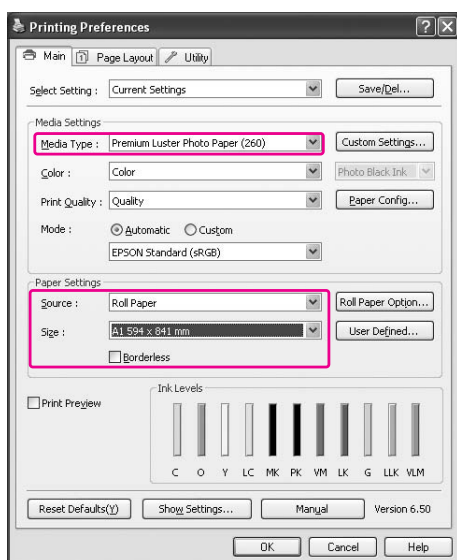 Printing Preferences
Main Page Layout Utility
Select Setting : Current Settings Save/Del...
Media Settings
Media Type : Premium Luster Photo Paper (260) Custom Settings...
Color : Color Photo Black Ink
Print Quality : Quality Paper Config...
Mode : Automatic Custom
EPSON Standard (sRGB)
Paper Settings
Source : Roll Paper Roll Paper Option...
Size : A1 594 x 841 mm User Defined...
Borderless
Print Preview Ink Levels
C O Y LC MK PK VM LK G LLK VLM
Reset Defaults(Y) Show Settings... Manual Version 6.50
OK Cancel Help